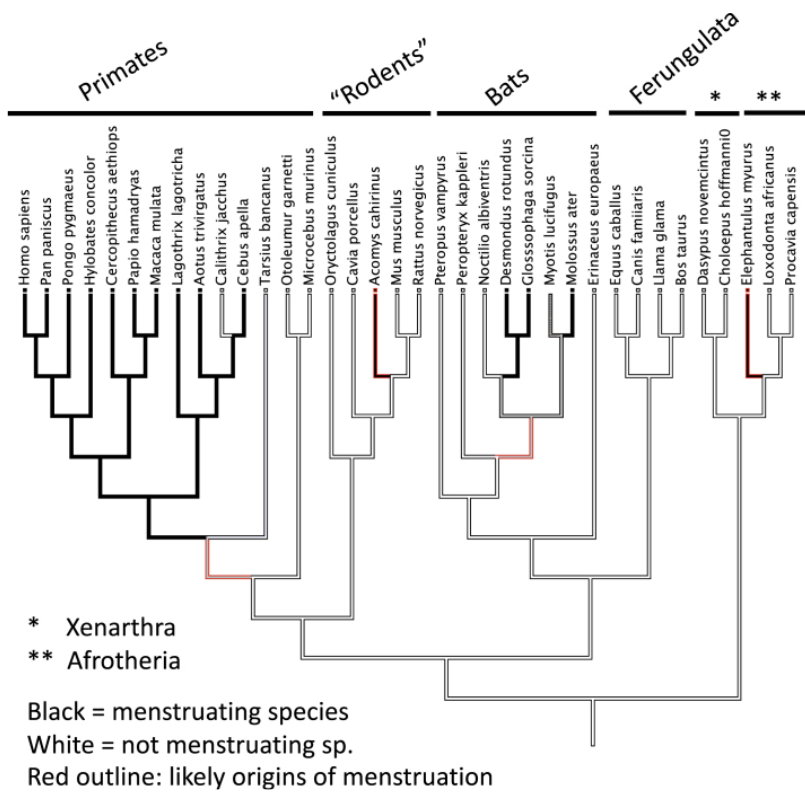 Primates
“Rodents”
Bats
Ferungulata
*
**
Homo sapiens
Pan paniscus
Pongo pygmaeus
Hylobates concolor
Cercopithecus aethiops
Papio hamadryas
Macaca mulata
Lagothrix lagotricha
Aotus trivirgatus
Calithrix jacchus
Cebus apella
Tarsius bancanus
Otoleumur garnetti
Microcebus murinus
Oryctolagus cuniculus
Cavia porcellus
Acomys cahirinus
Mus musculus
Rattus norvegicus
Pteropus vampyrus
Peropteryx kappleri
Noctilio albiventris
Desmondus rotundus
Glosssophaga sorcina
Myotis lucifugus
Molossus ater
Erinaceus europaeus
Equus caballus
Canis famiiaris
Llama glama
Bos taurus
Dasypus novemcintus
Choloepus hoffmanni0
Elephantulus myurus
Loxodonta africanus
Procavia capensis
* Xenarthra
** Afrotheria
Black = menstruating species
White = not menstruating sp.
Red outline: likely origins of menstruation